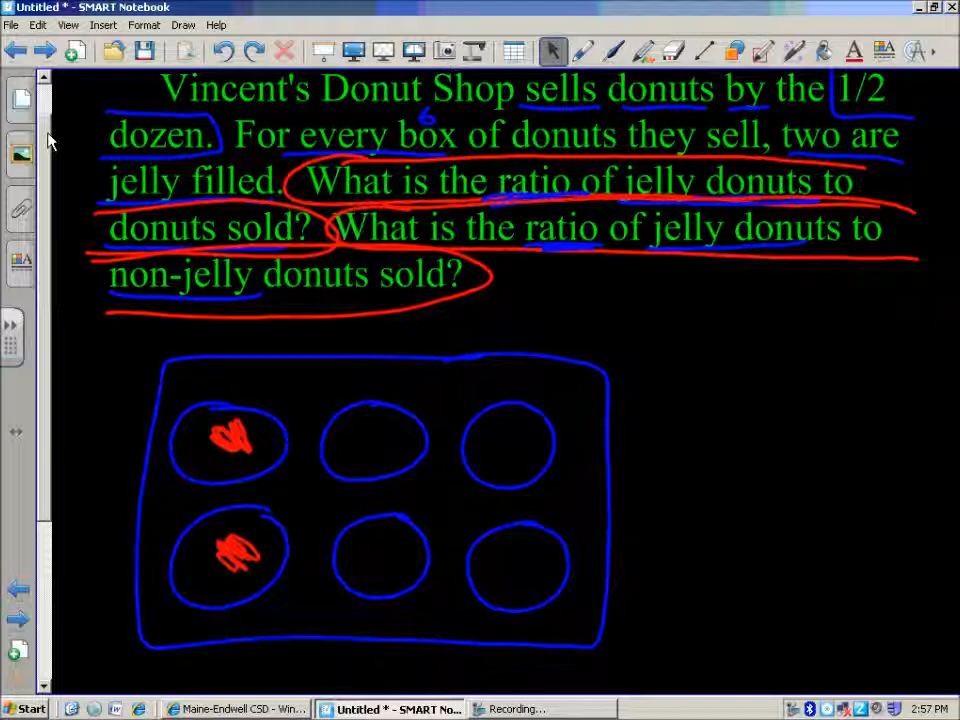 Untitled * - SMART Notebook
File Edit View Insert Format Draw Help
Vincent's Donut Shop sells donuts by the 1/2
6
dozen. For every box of donuts they sell, two are
jelly filled. What is the ratio of jelly donuts to
donuts sold? What is the ratio of jelly donuts to
non-jelly donuts sold?
Start Maine-Endwell CSD - Win... Untitled * - SMART No... Recording... 2:57 PM